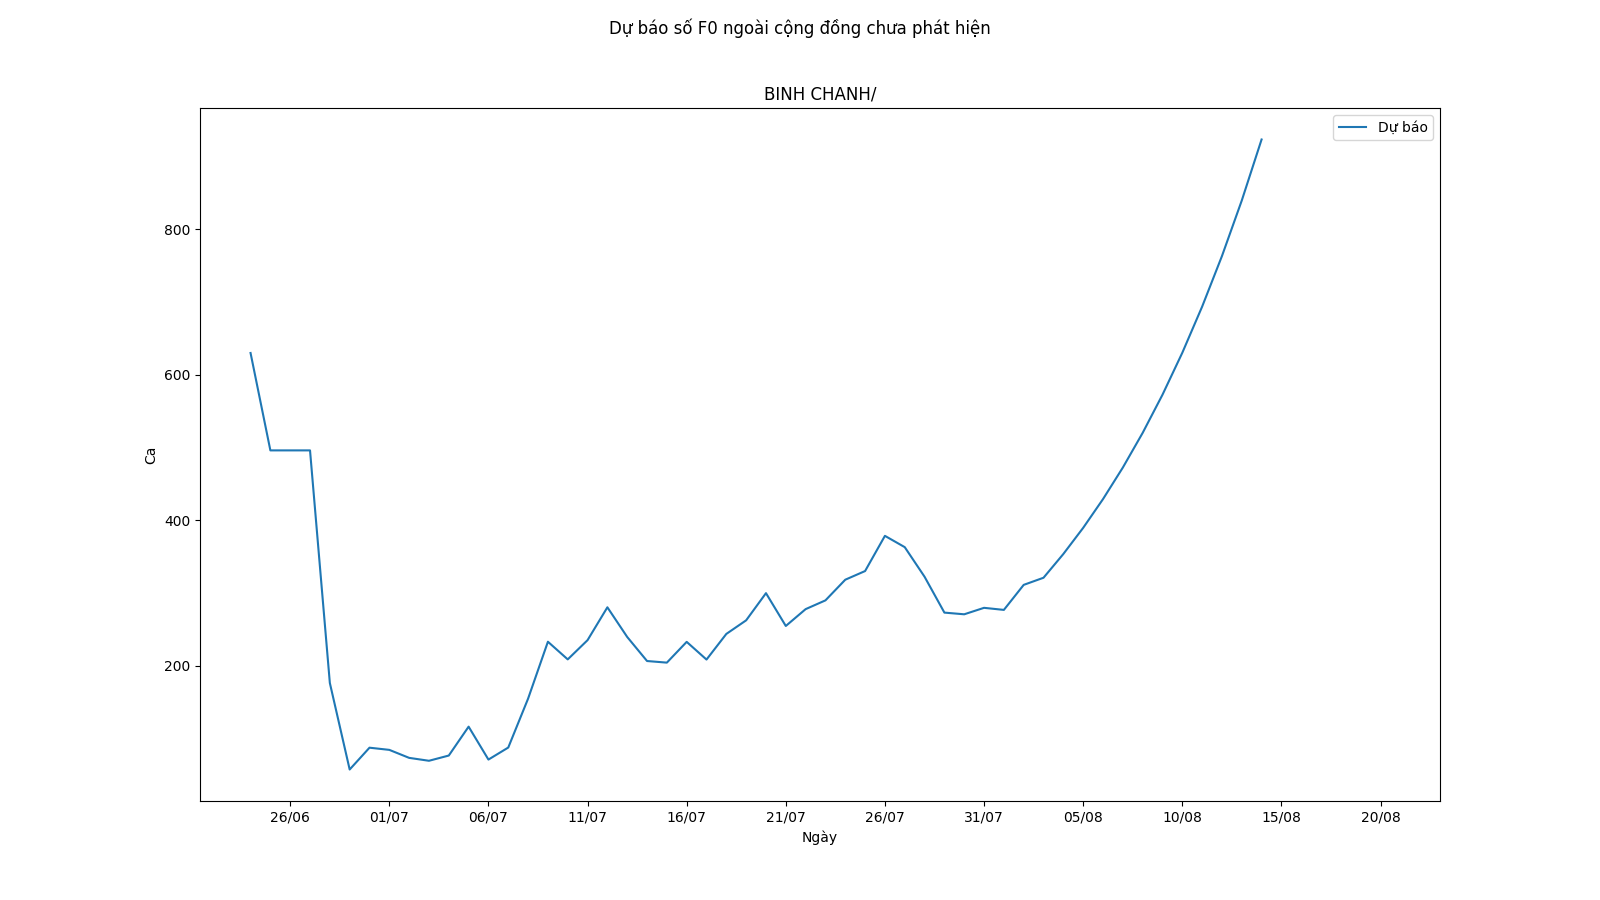 Dự báo số F0 ngoài cộng đồng chưa phát hiện
BINH CHANH/
Dự báo
800
600
400
200
Ca
26/06 01/07 06/07 11/07 16/07 21/07 26/07 31/07 05/08 10/08 15/08 20/08
Ngày